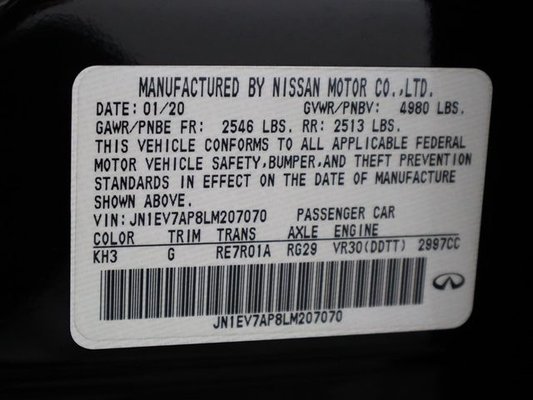 MANUFACTURED BY NISSAN MOTOR CO.,LTD.
DATE: 01/20 GVWR/PNBV: 4980 LBS.
GAWR/PNBE FR: 2546 LBS. RR: 2513 LBS.
THIS VEHICLE CONFORMS TO ALL APPLICABLE FEDERAL
MOTOR VEHICLE SAFETY,BUMPER,AND THEFT PREVENTION
STANDARDS IN EFFECT ON THE DATE OF MANUFACTURE
SHOWN ABOVE.
VIN:JN1EV7AP8LM207070 PASSENGER CAR
COLOR TRIM TRANS AXLE ENGINE
KH3 G RE7R01A RG29 VR30(DDTT) 2997CC
JN1EV7AP8LM207070